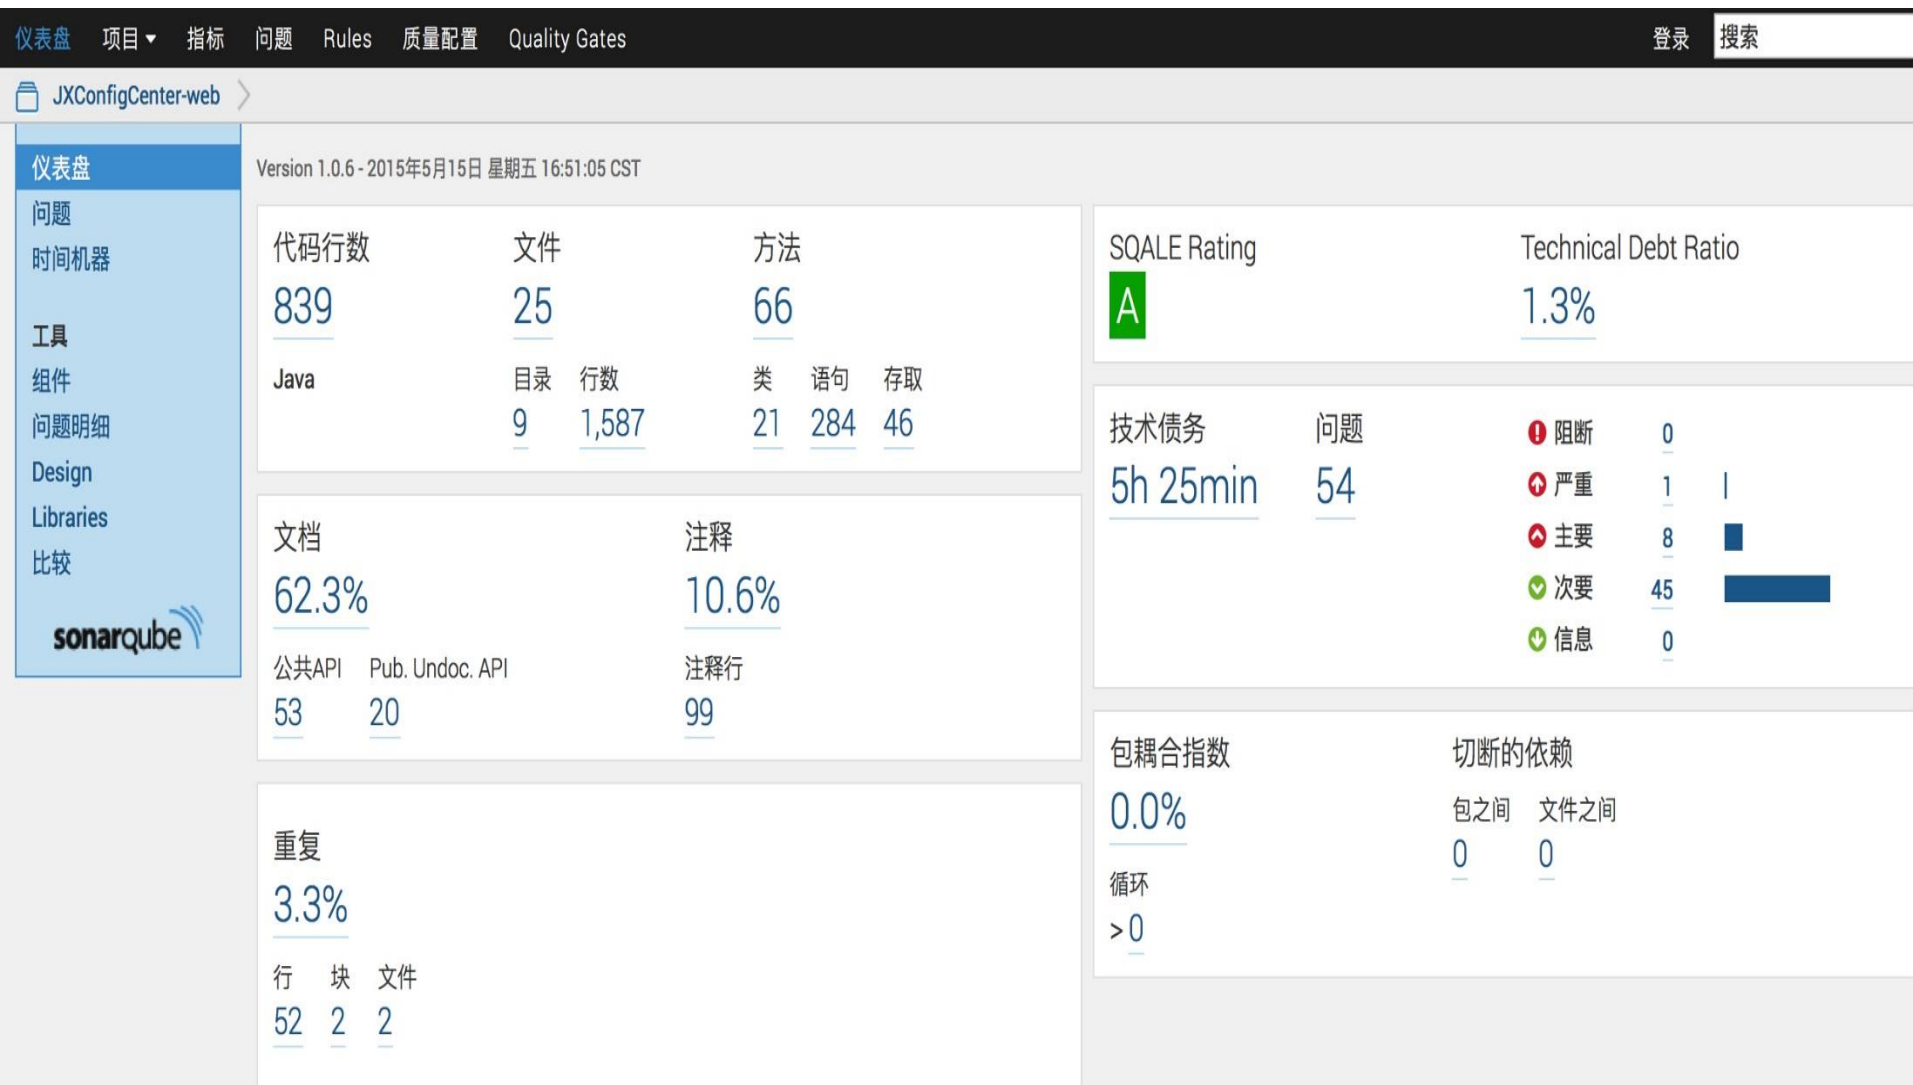 仪表盘 项目 指标 问题 Rules 质量配置 Quality Gates 登录 搜索
JXConfigCenter-web
仪表盘
问题
时间机器
工具
组件
问题明细
Design
Libraries
比较
sonarqube
Version 1.0.6 - 2015年5月15日 星期五 16:51:05 CST
代码行数 文件 方法
839 25 66
Java 目录 行数 类 语句 存取
9 1,587 21 284 46
文档 注释
62.3% 10.6%
公共API Pub. Undoc. API 注释行
53 20 99
重复
3.3%
行 块 文件
52 2 2
SQALE Rating Technical Debt Ratio
A 1.3%
技术债务 问题
5h 25min 54
阻断 0
严重 1
主要 8
次要 45
信息 0
包耦合指数 切断的依赖
0.0% 包之间 文件之间
0 0
循环
> 0